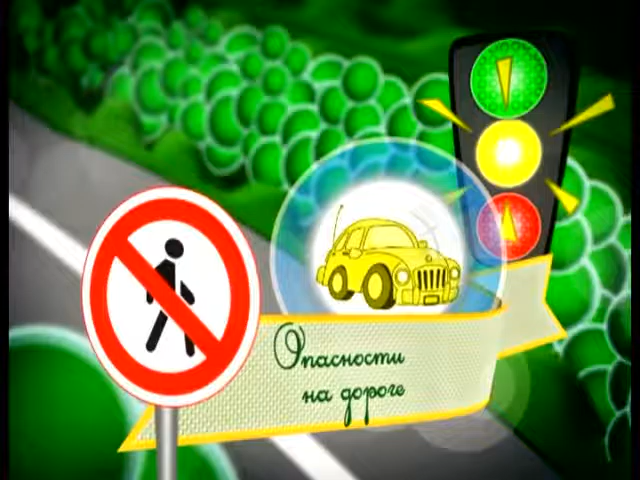 Опасности
на дороге